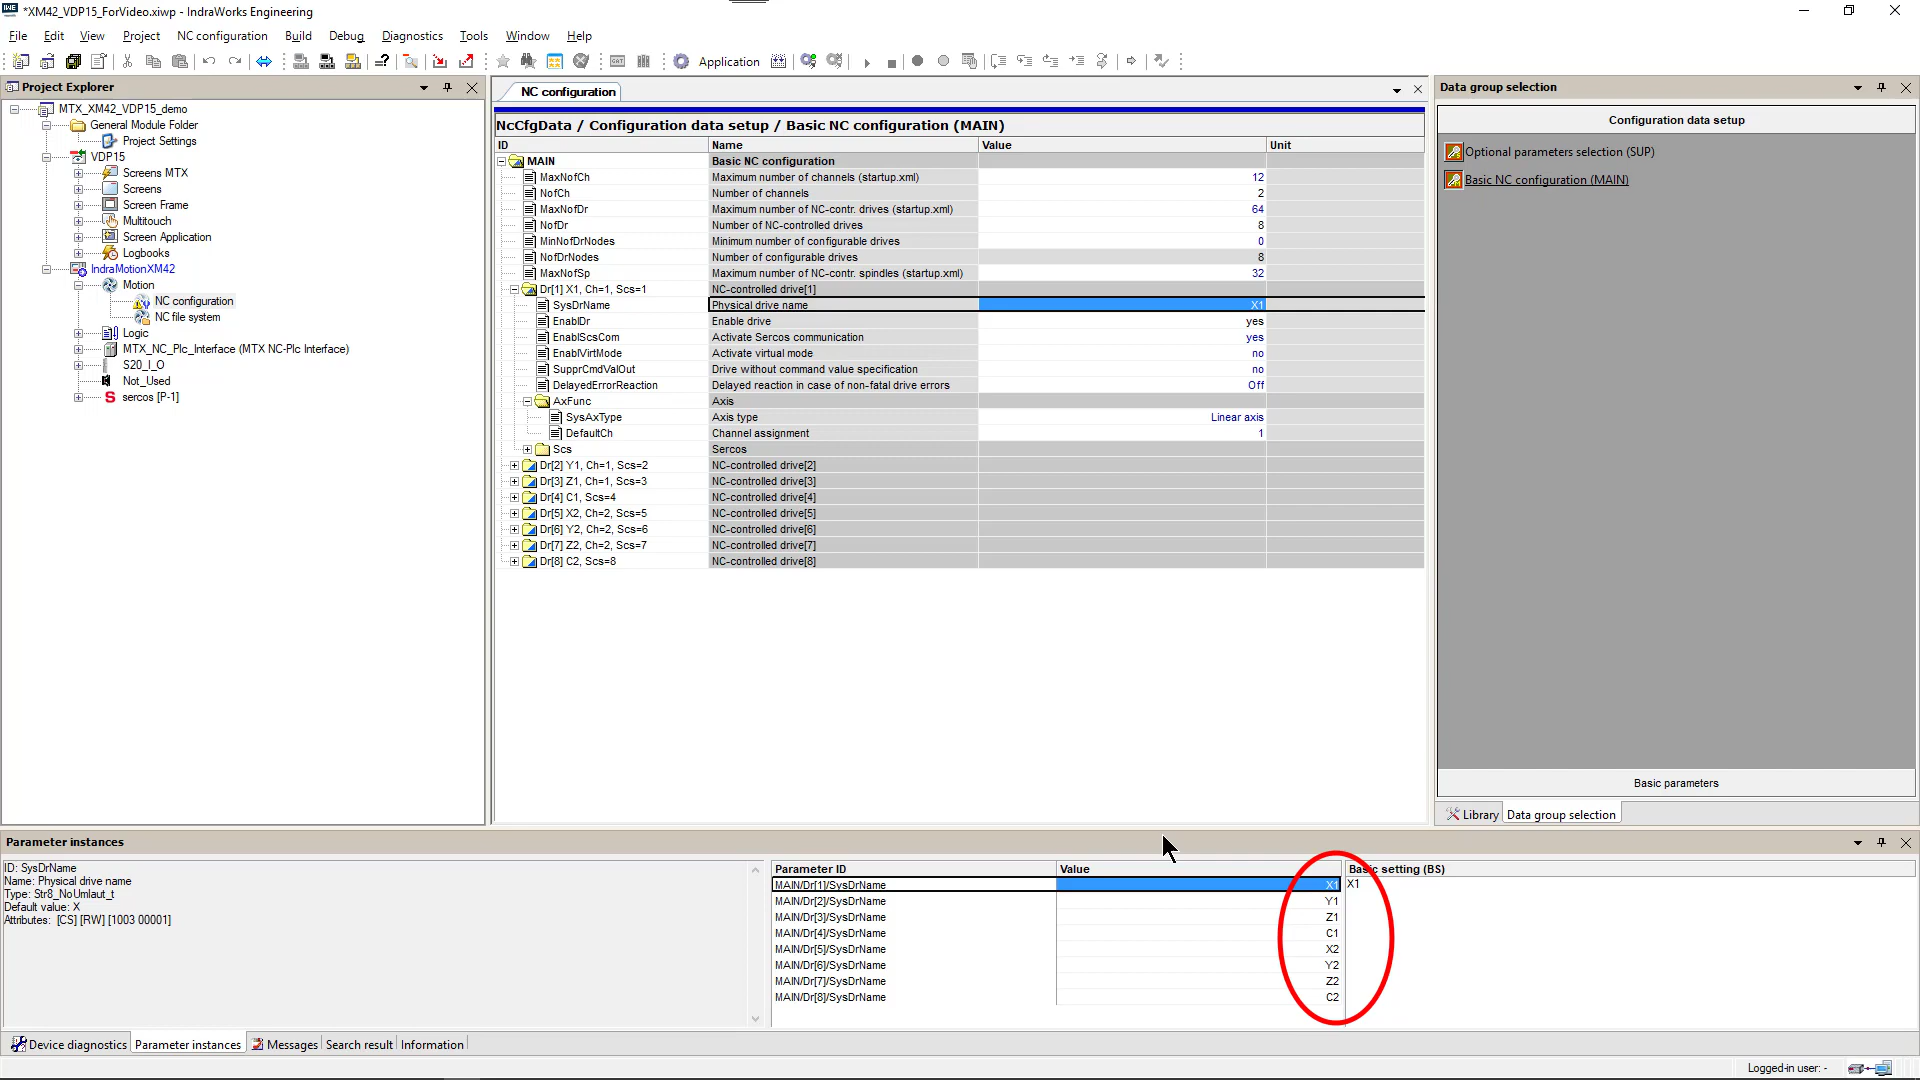 *XM42_VDP15_ForVideo.xiwp - IndraWorks Engineering
File Edit View Project NC configuration Build Debug Diagnostics Tools Window Help
Application
Project Explorer
MTX_XM42_VDP15_demo
General Module Folder
Project Settings
VDP15
Screens MTX
Screens
Screen Frame
Multitouch
Screen Application
Logbooks
IndraMotionXM42
Motion
NC configuration
NC file system
Logic
MTX_NC_Plc_Interface (MTX NC-Plc Interface)
S20_I_O
Not_Used
sercos [P-1]
NC configuration
NcCfgData / Configuration data setup / Basic NC configuration (MAIN)
ID Name Value Unit
MAIN Basic NC configuration
MaxNofCh Maximum number of channels (startup.xml) 12
NofCh Number of channels 2
MaxNofDr Maximum number of NC-contr. drives (startup.xml) 64
NofDr Number of NC-controlled drives 8
MinNofDrNodes Minimum number of configurable drives 0
NofDrNodes Number of configurable drives 8
MaxNofSp Maximum number of NC-contr. spindles (startup.xml) 32
Dr[1] X1, Ch=1, Scs=1 NC-controlled drive[1]
SysDrName Physical drive name X1
EnablDr Enable drive yes
EnablScsCom Activate Sercos communication yes
EnablVirtMode Activate virtual mode no
SupprCmdValOut Drive without command value specification no
DelayedErrorReaction Delayed reaction in case of non-fatal drive errors Off
AxFunc Axis
SysAxType Axis type Linear axis
DefaultCh Channel assignment 1
Scs Sercos
Dr[2] Y1, Ch=1, Scs=2 NC-controlled drive[2]
Dr[3] Z1, Ch=1, Scs=3 NC-controlled drive[3]
Dr[4] C1, Scs=4 NC-controlled drive[4]
Dr[5] X2, Ch=2, Scs=5 NC-controlled drive[5]
Dr[6] Y2, Ch=2, Scs=6 NC-controlled drive[6]
Dr[7] Z2, Ch=2, Scs=7 NC-controlled drive[7]
Dr[8] C2, Scs=8 NC-controlled drive[8]
Data group selection
Configuration data setup
Optional parameters selection (SUP)
Basic NC configuration (MAIN)
Basic parameters
Library Data group selection
Parameter instances
ID: SysDrName
Name: Physical drive name
Type: Str8_NoUmlaut_t
Default value: X
Attributes: [CS] [RW] [1003 00001]
Parameter ID Value Basic setting (BS)
MAIN/Dr[1]/SysDrName X1 X1
MAIN/Dr[2]/SysDrName Y1
MAIN/Dr[3]/SysDrName Z1
MAIN/Dr[4]/SysDrName C1
MAIN/Dr[5]/SysDrName X2
MAIN/Dr[6]/SysDrName Y2
MAIN/Dr[7]/SysDrName Z2
MAIN/Dr[8]/SysDrName C2
Device diagnostics Parameter instances Messages Search result Information
Logged-in user: -